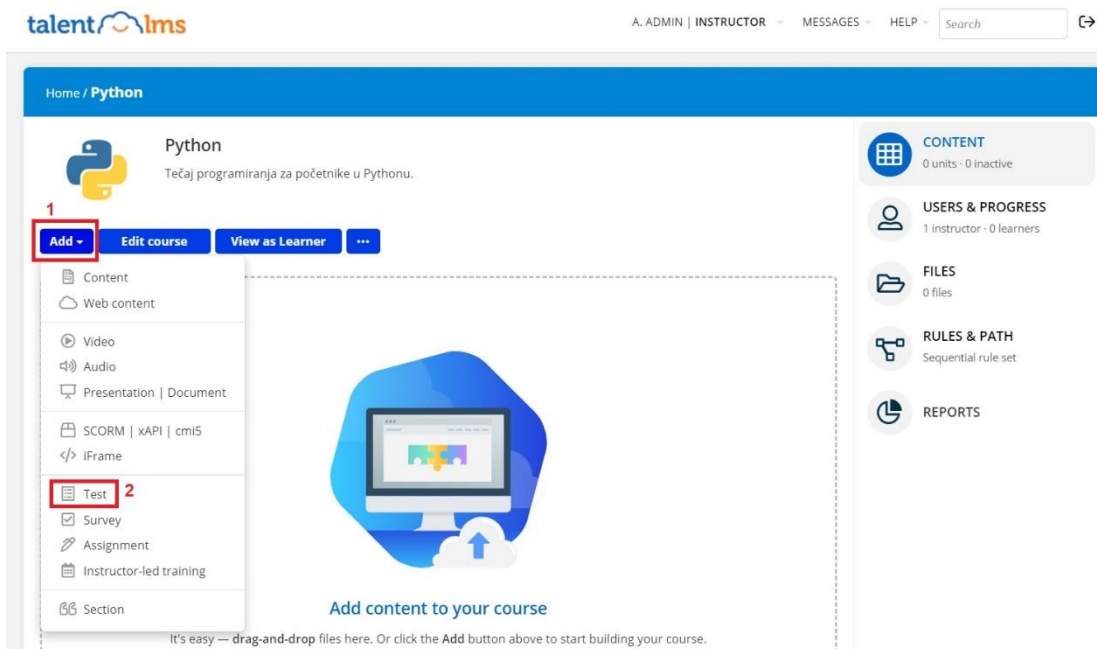 talentlms
A. ADMIN | INSTRUCTOR
MESSAGES
HELP
Search
Home / Python
Python
Tečaj programiranja za početnike u Pythonu.
1
Add
Edit course
View as Learner
...
Content
Web content
Video
Audio
Presentation | Document
SCORM | xAPI | cmi5
</> iFrame
Test
2
Survey
Assignment
Instructor-led training
Section
Add content to your course
It's easy — drag-and-drop files here. Or click the Add button above to start building your course.
CONTENT
0 units · 0 inactive
USERS & PROGRESS
1 instructor · 0 learners
FILES
0 files
RULES & PATH
Sequential rule set
REPORTS